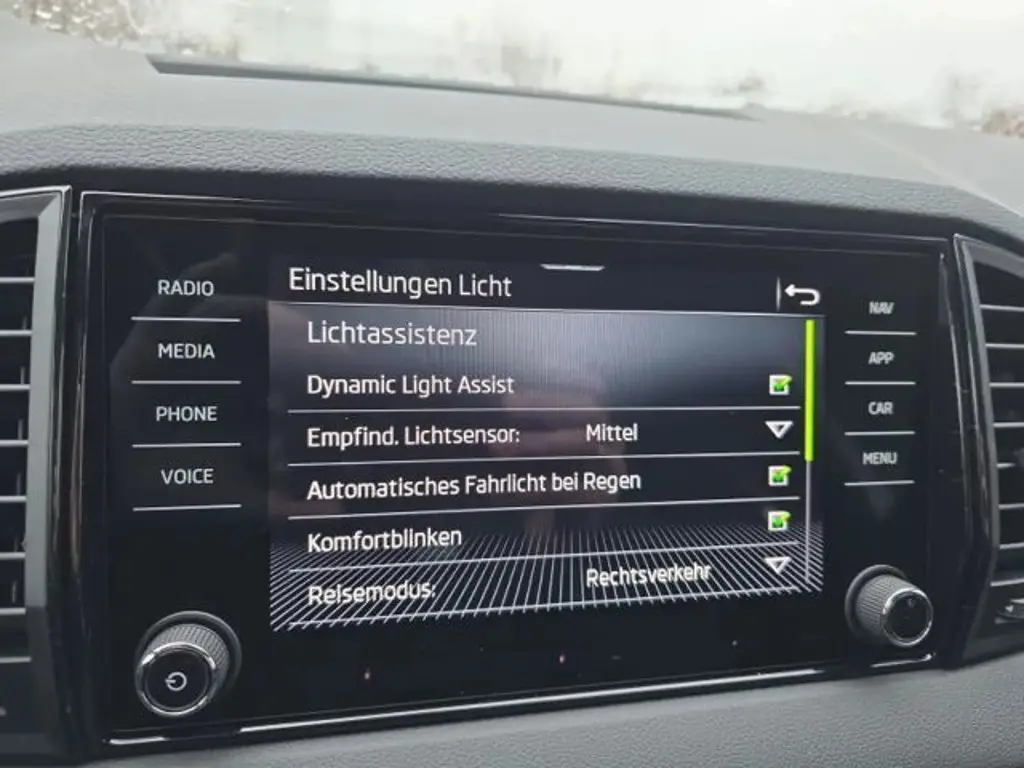 RADIO
MEDIA
PHONE
VOICE
Einstellungen Licht
Lichtassistenz
Dynamic Light Assist
Empfind. Lichtsensor: Mittel
Automatisches Fahrlicht bei Regen
Komfortblinken
Reisemodus: Rechtsverkehr
NAV
APP
CAR
MENU